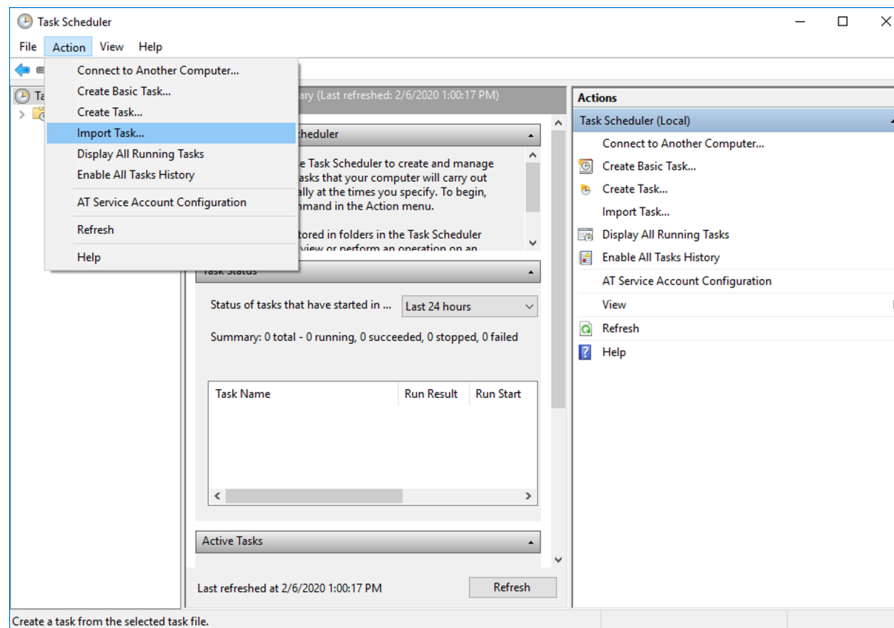 Task Scheduler
File Action View Help
Connect to Another Computer...
Create Basic Task...
Create Task...
Import Task...
Display All Running Tasks
Enable All Tasks History
AT Service Account Configuration
Refresh
Help
Ta
ary (Last refreshed: 2/6/2020 1:00:17 PM)
cheduler
e Task Scheduler to create and manage
asks that your computer will carry out
ally at the times you specify. To begin,
mmand in the Action menu.
tored in folders in the Task Scheduler
view or perform an operation on an
Task Status
Status of tasks that have started in ... Last 24 hours
Summary: 0 total - 0 running, 0 succeeded, 0 stopped, 0 failed
Task Name Run Result Run Start
Active Tasks
Last refreshed at 2/6/2020 1:00:17 PM Refresh
Actions
Task Scheduler (Local)
Connect to Another Computer...
Create Basic Task...
Create Task...
Import Task...
Display All Running Tasks
Enable All Tasks History
AT Service Account Configuration
View
Refresh
Help
Create a task from the selected task file.